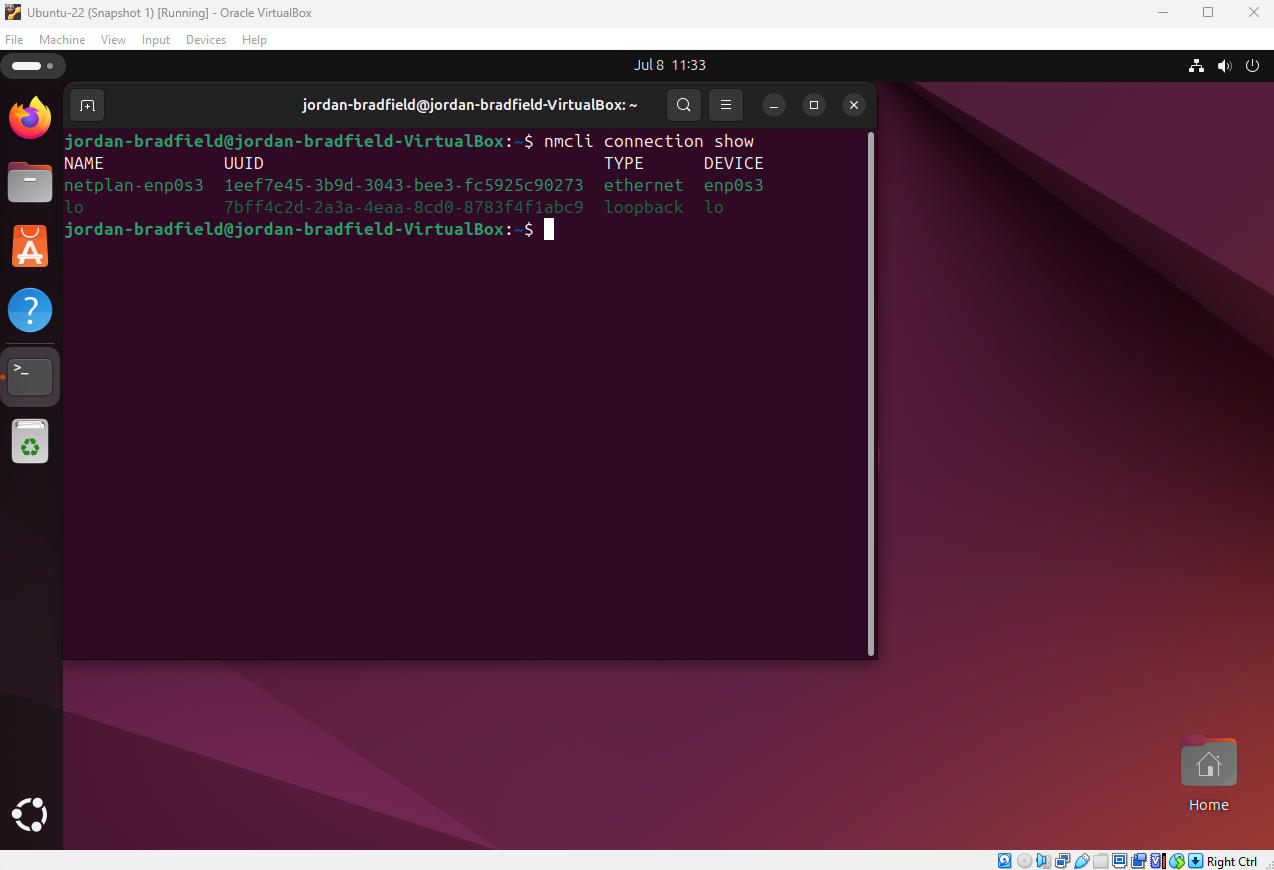 Ubuntu-22 (Snapshot 1) [Running] - Oracle VirtualBox
File Machine View Input Devices Help
Jul 8 11:33
jordan-bradfield@jordan-bradfield-VirtualBox: ~
jordan-bradfield@jordan-bradfield-VirtualBox:~$ nmcli connection show
NAME UUID TYPE DEVICE
netplan-enp0s3 1eef7e45-3b9d-3043-bee3-fc5925c90273 ethernet enp0s3
lo 7bff4c2d-2a3a-4eaa-8cd0-8783f4f1abc9 loopback lo
jordan-bradfield@jordan-bradfield-VirtualBox:~$
Home
Right Ctrl